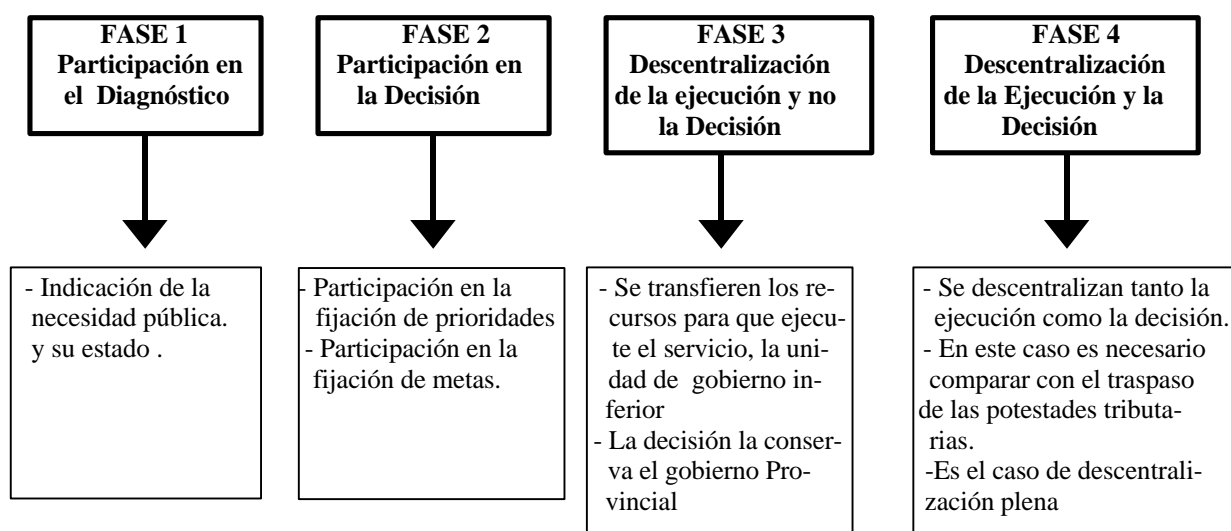 FASE 1
Participación en
el Diagnóstico
- Indicación de la
necesidad pública.
y su estado .
FASE 2
Participación en
la Decisión
- Participación en la
fijación de prioridades
- Participación en la
fijación de metas.
FASE 3
Descentralización
de la ejecución y no
la Decisión
- Se transfieren los re-
cursos para que ejecu-
te el servicio, la uni-
dad de gobierno in-
ferior
- La decisión la conser-
va el gobierno Pro-
vincial
FASE 4
Descentralización
de la Ejecución y la
Decisión
- Se descentralizan tanto la
ejecución como la decisión.
- En este caso es necesario
comparar con el traspaso
de las potestades tributa-
rias.
-Es el caso de descentrali-
zación plena